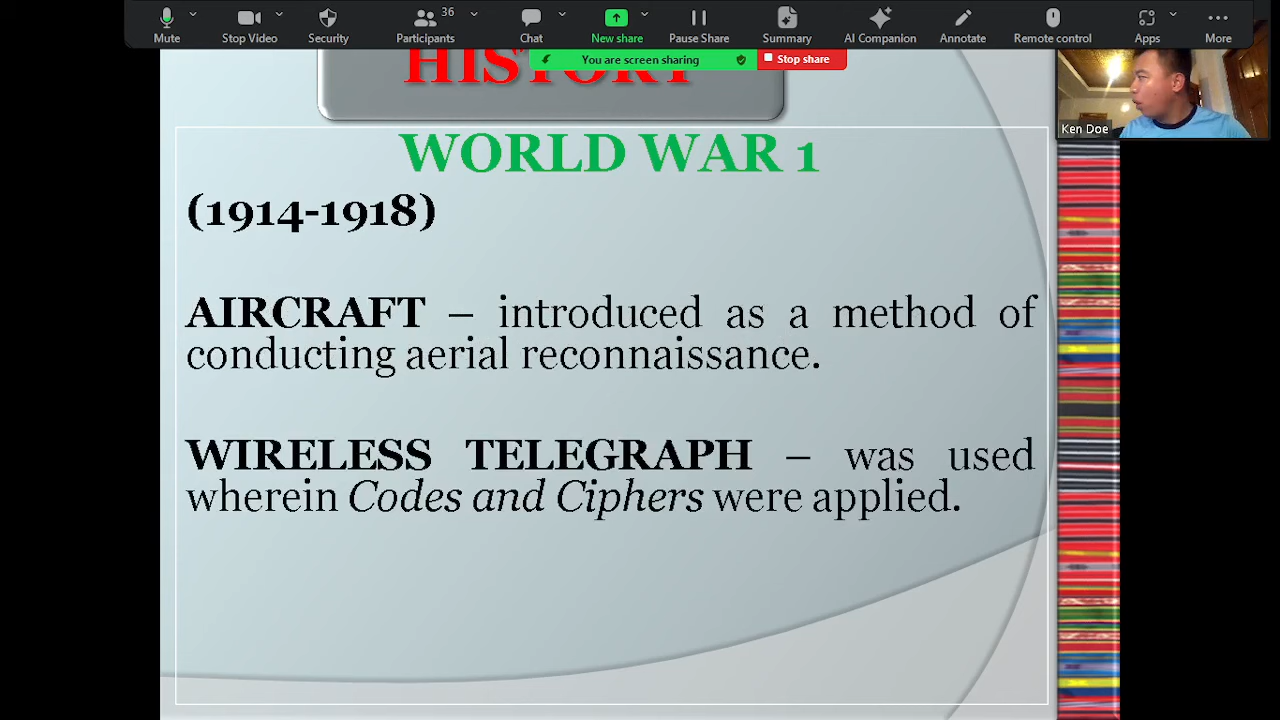 Mute
Stop Video
Security
Participants
36
Chat
New share
Pause Share
Summary
AI Companion
Annotate
Remote control
Apps
More
You are screen sharing
Stop share
HISTORY
Ken Doe
WORLD WAR 1
(1914-1918)
AIRCRAFT – introduced as a method of
conducting aerial reconnaissance.
WIRELESS TELEGRAPH – was used
wherein Codes and Ciphers were applied.